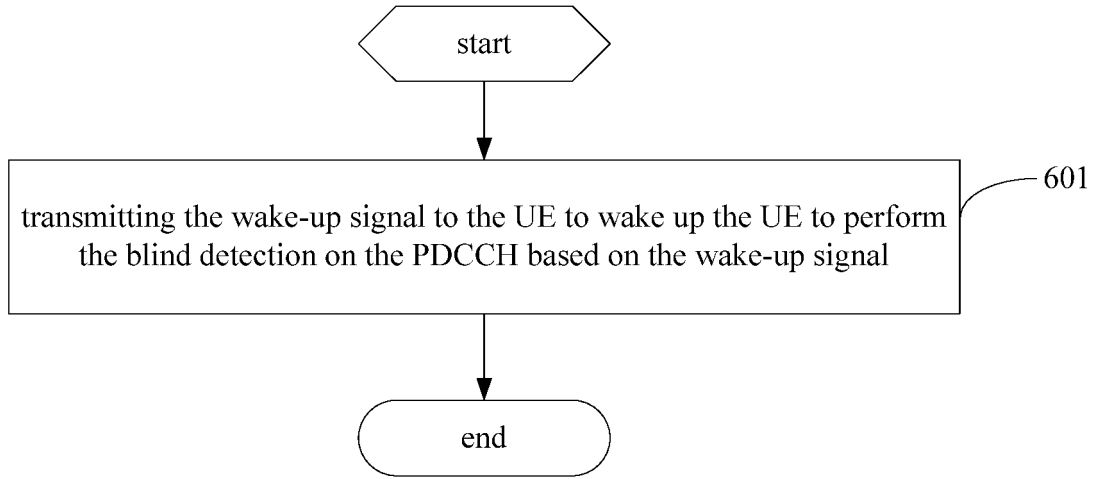 start
transmitting the wake-up signal to the UE to wake up the UE to perform
the blind detection on the PDCCH based on the wake-up signal
601
end